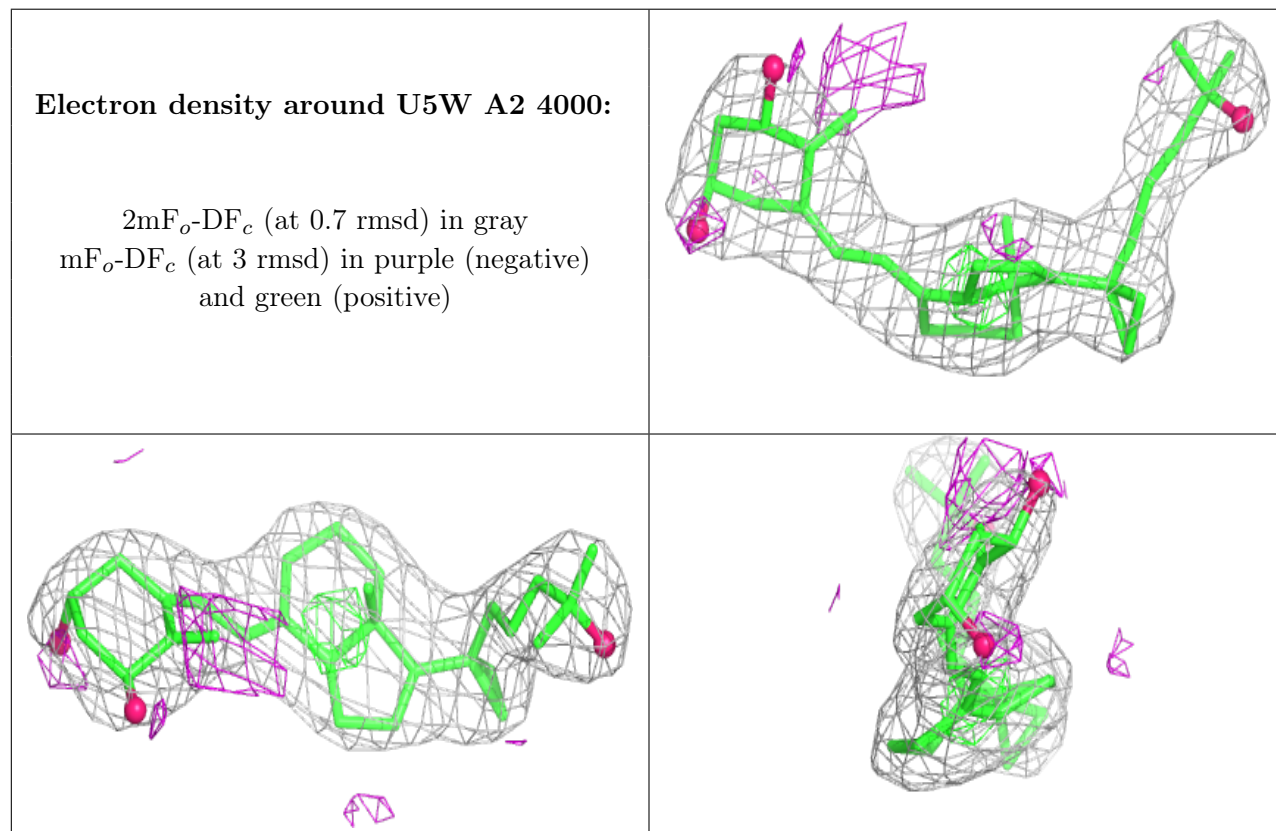 Electron density around U5W A2 4000:
2mFo-DFc (at 0.7 rmsd) in gray
mFo-DFc (at 3 rmsd) in purple (negative)
and green (positive)